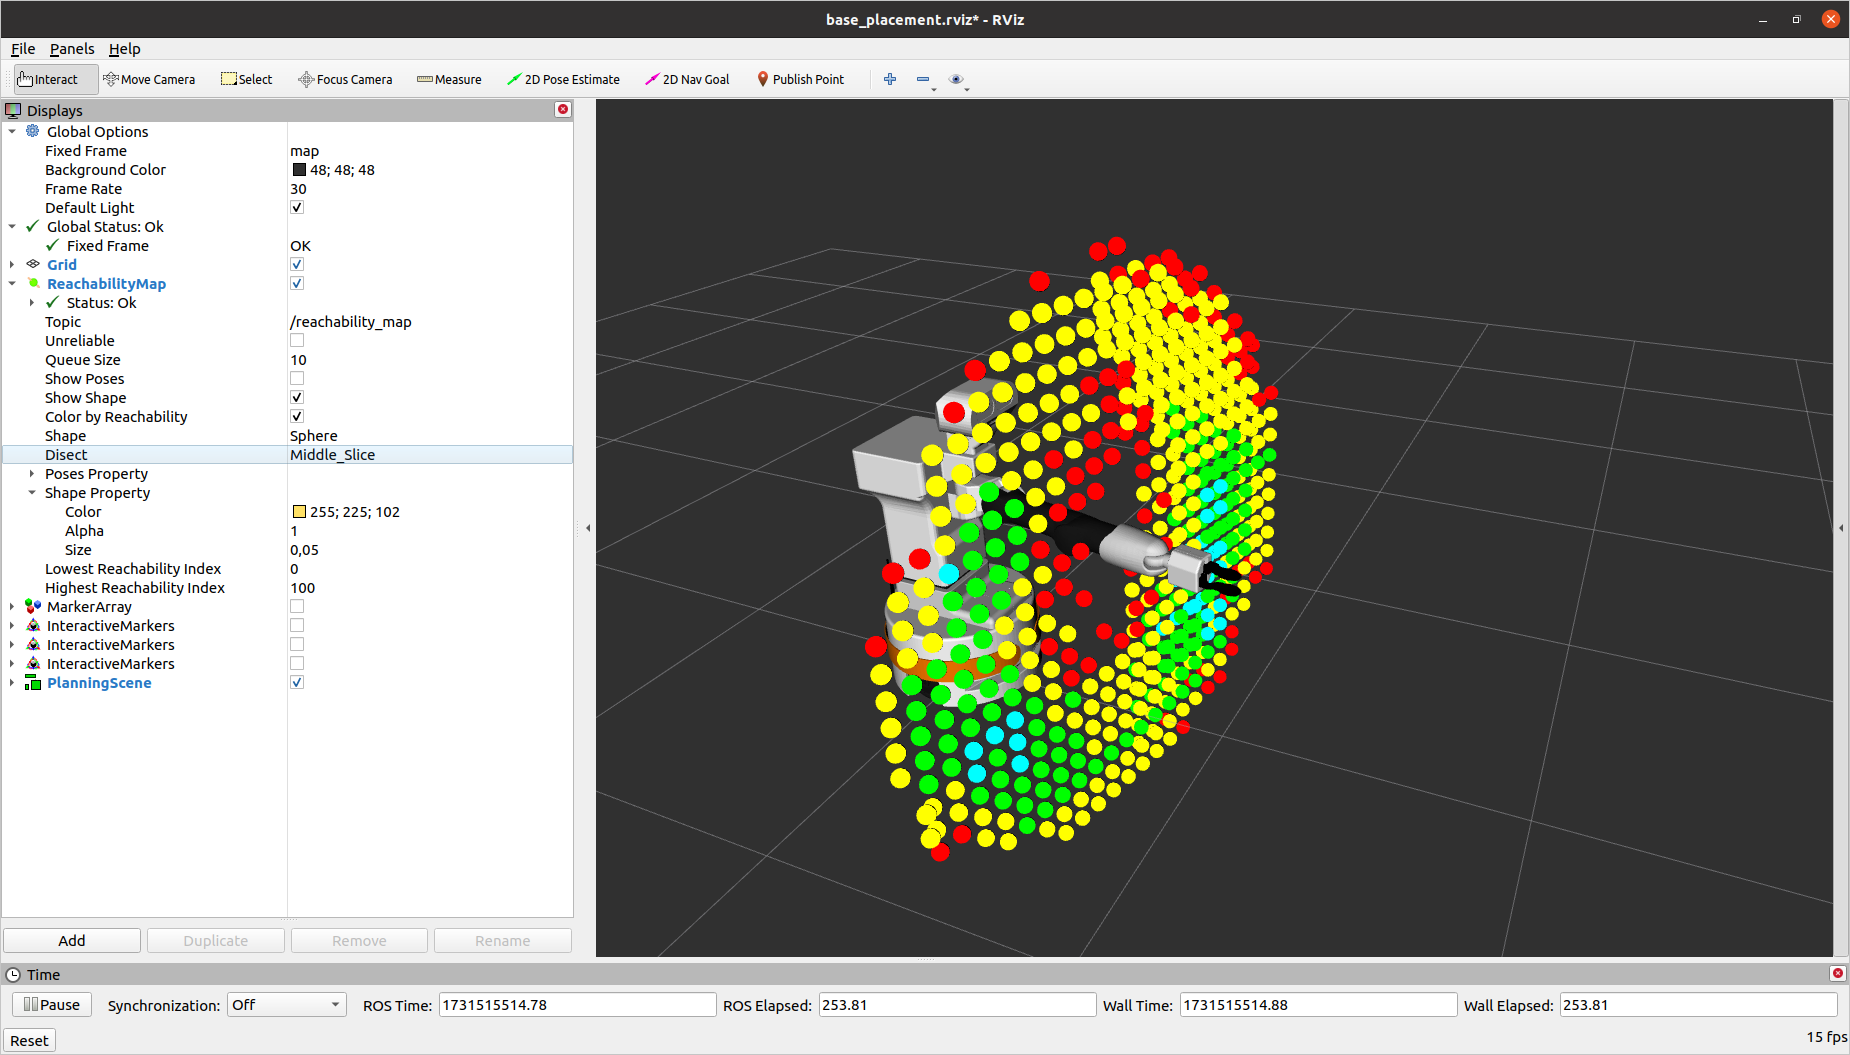 base_placement.rviz* - RViz
File Panels Help
Interact Move Camera Select Focus Camera Measure 2D Pose Estimate 2D Nav Goal Publish Point
Displays
Global Options
Fixed Frame map
Background Color 48; 48; 48
Frame Rate 30
Default Light
Global Status: Ok
Fixed Frame OK
Grid
ReachabilityMap
Status: Ok
Topic /reachability_map
Unreliable
Queue Size 10
Show Poses
Show Shape
Color by Reachability
Shape Sphere
Disect Middle_Slice
Poses Property
Shape Property
Color 255; 225; 102
Alpha 1
Size 0,05
Lowest Reachability Index 0
Highest Reachability Index 100
MarkerArray
InteractiveMarkers
InteractiveMarkers
InteractiveMarkers
PlanningScene
Add Duplicate Remove Rename
Time
Pause Synchronization: Off ROS Time: 1731515514.78 ROS Elapsed: 253.81 Wall Time: 1731515514.88 Wall Elapsed: 253.81
Reset 15 fps